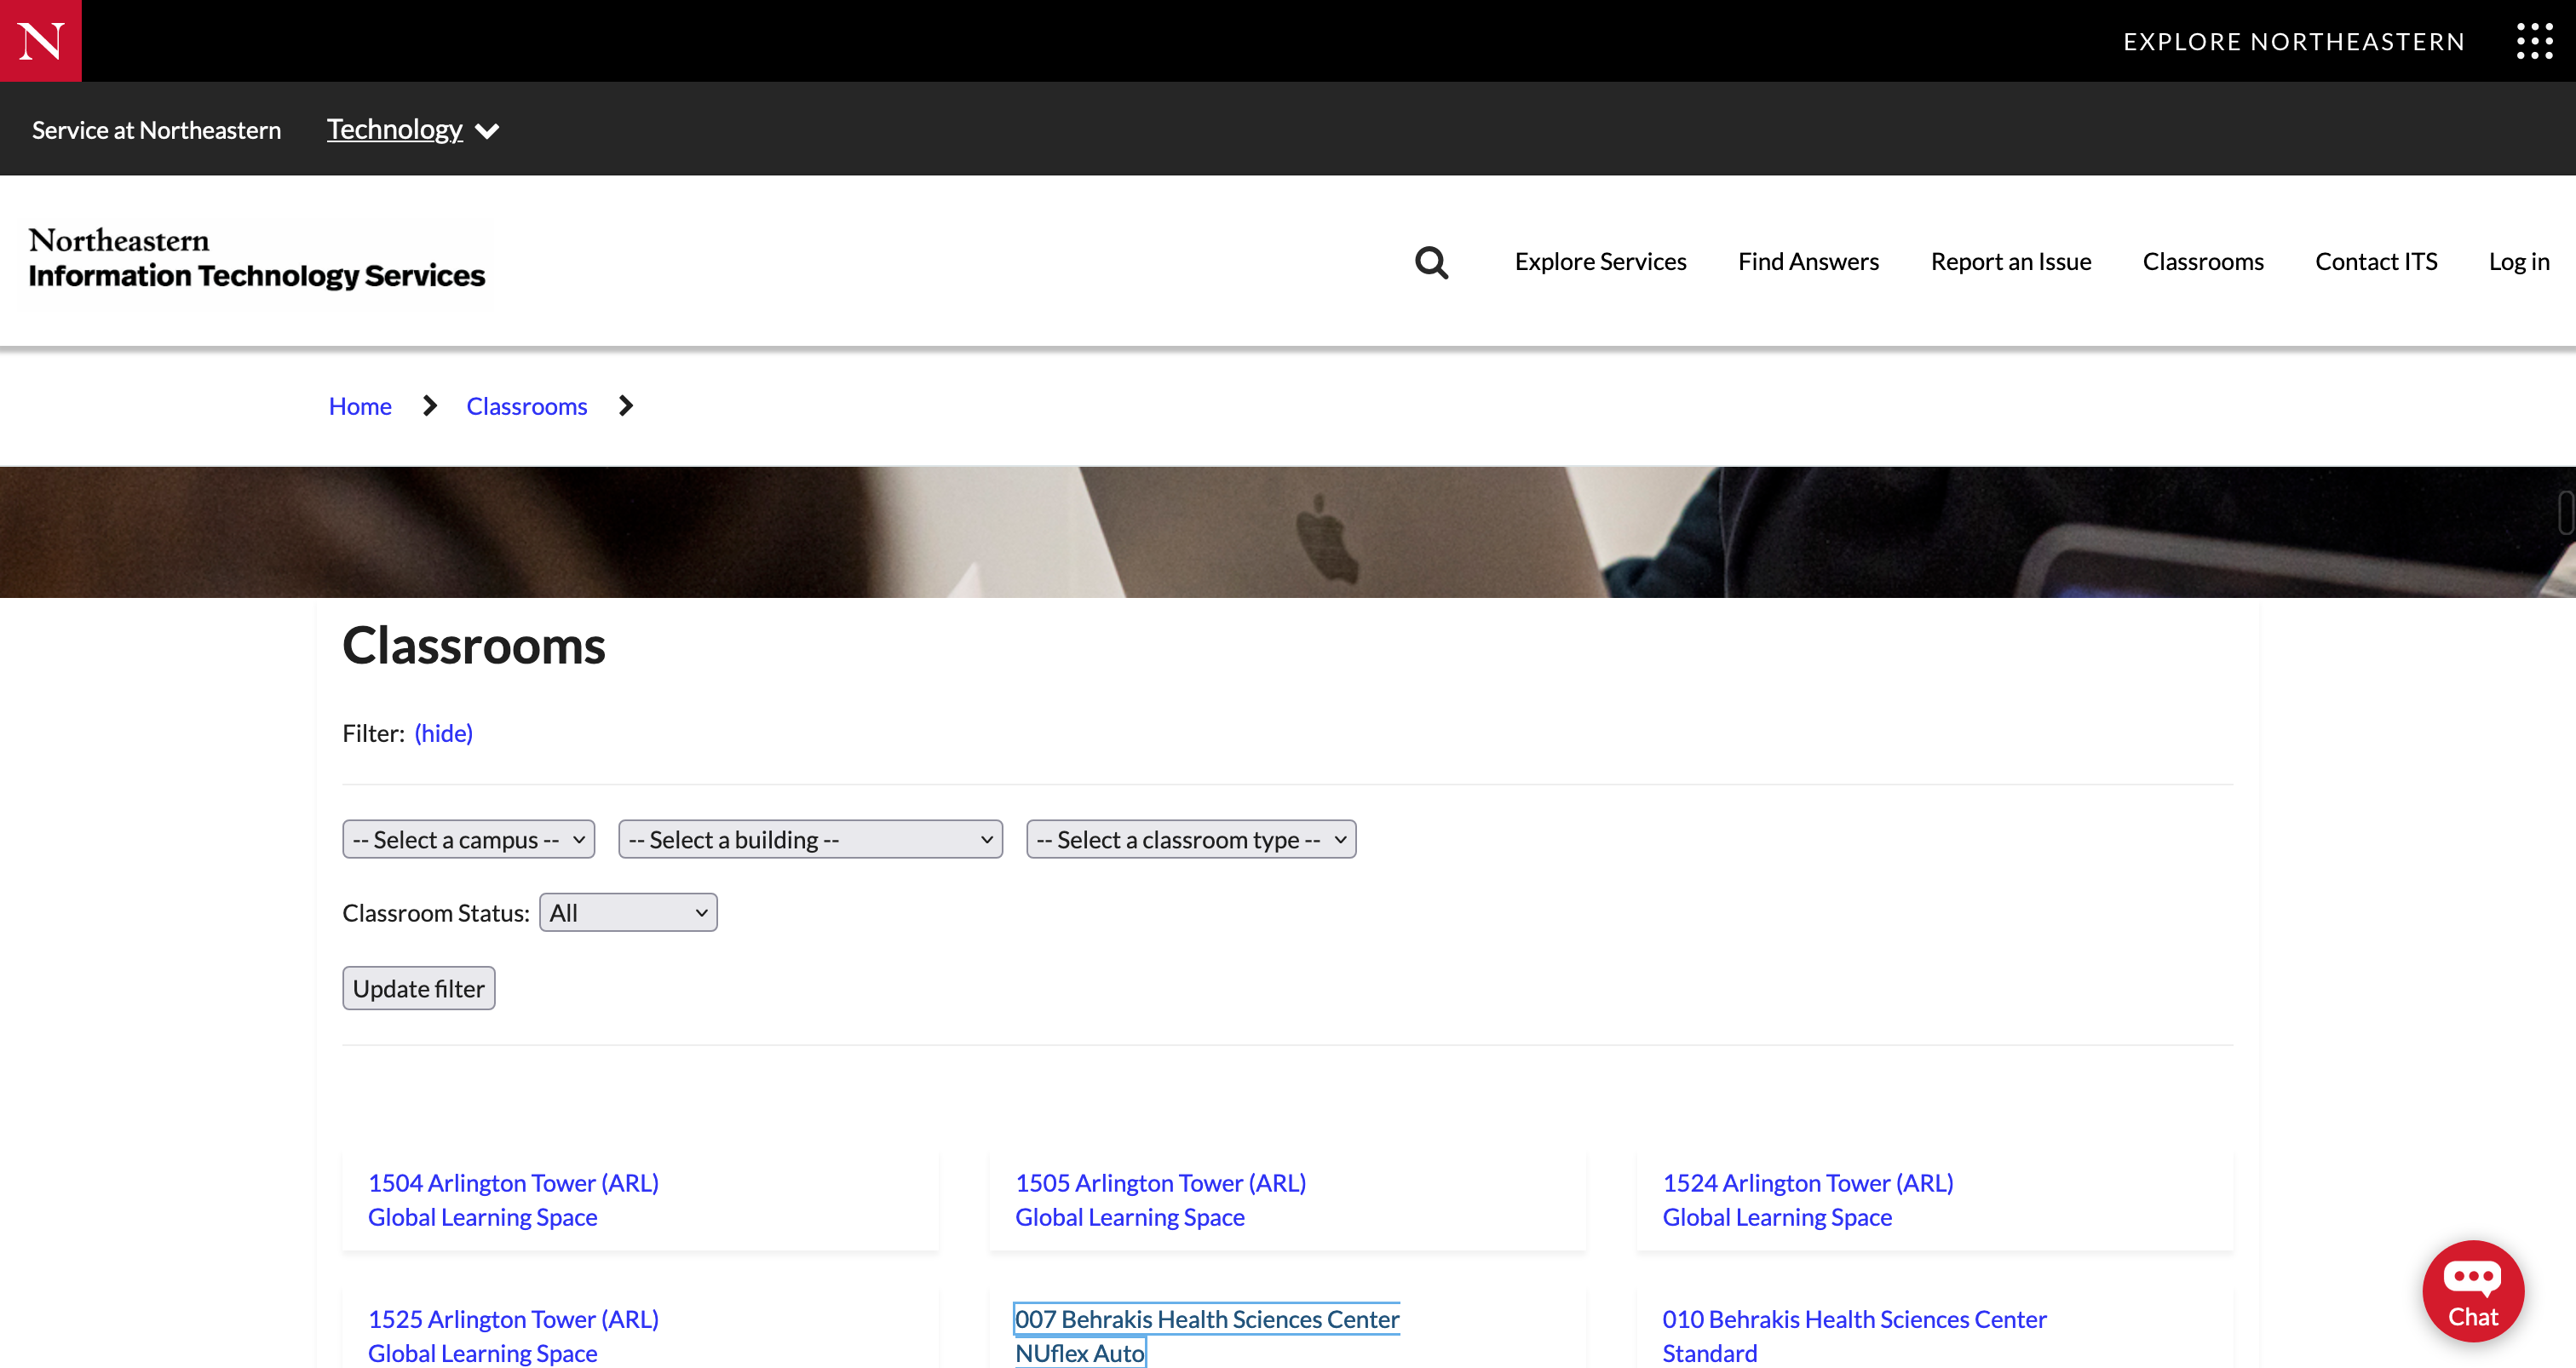 N
EXPLORE NORTHEASTERN
Service at Northeastern
Technology
Northeastern
Information Technology Services
Explore Services
Find Answers
Report an Issue
Classrooms
Contact ITS
Log in
Home
Classrooms
Classrooms
Filter: (hide)
-- Select a campus --
-- Select a building --
-- Select a classroom type --
Classroom Status: All
Update filter
1504 Arlington Tower (ARL)
Global Learning Space
1505 Arlington Tower (ARL)
Global Learning Space
1524 Arlington Tower (ARL)
Global Learning Space
1525 Arlington Tower (ARL)
Global Learning Space
007 Behrakis Health Sciences Center
NUflex Auto
010 Behrakis Health Sciences Center
Standard
Chat